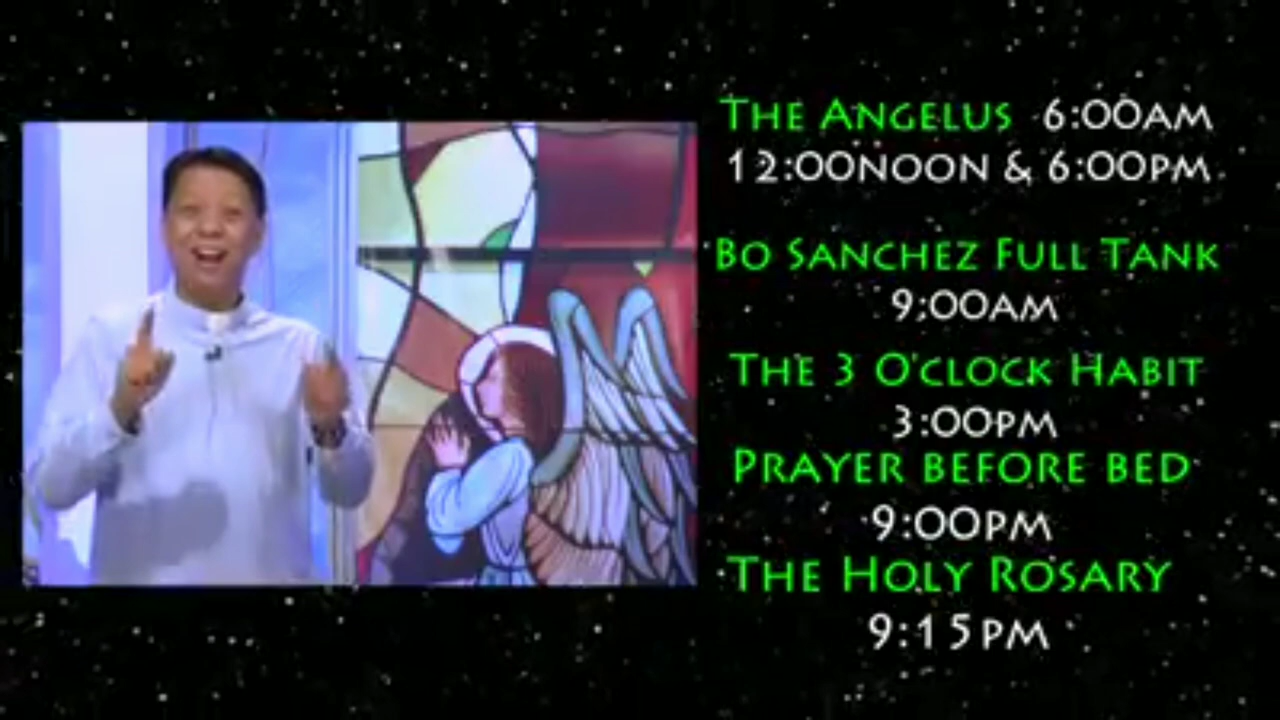 THE ANGELUS 6:00AM
12:00NOON & 6:00PM
BO SANCHEZ FULL TANK
9:00AM
THE 3 O'CLOCK HABIT
3:00PM
PRAYER BEFORE BED
9:00PM
THE HOLY ROSARY
9:15PM